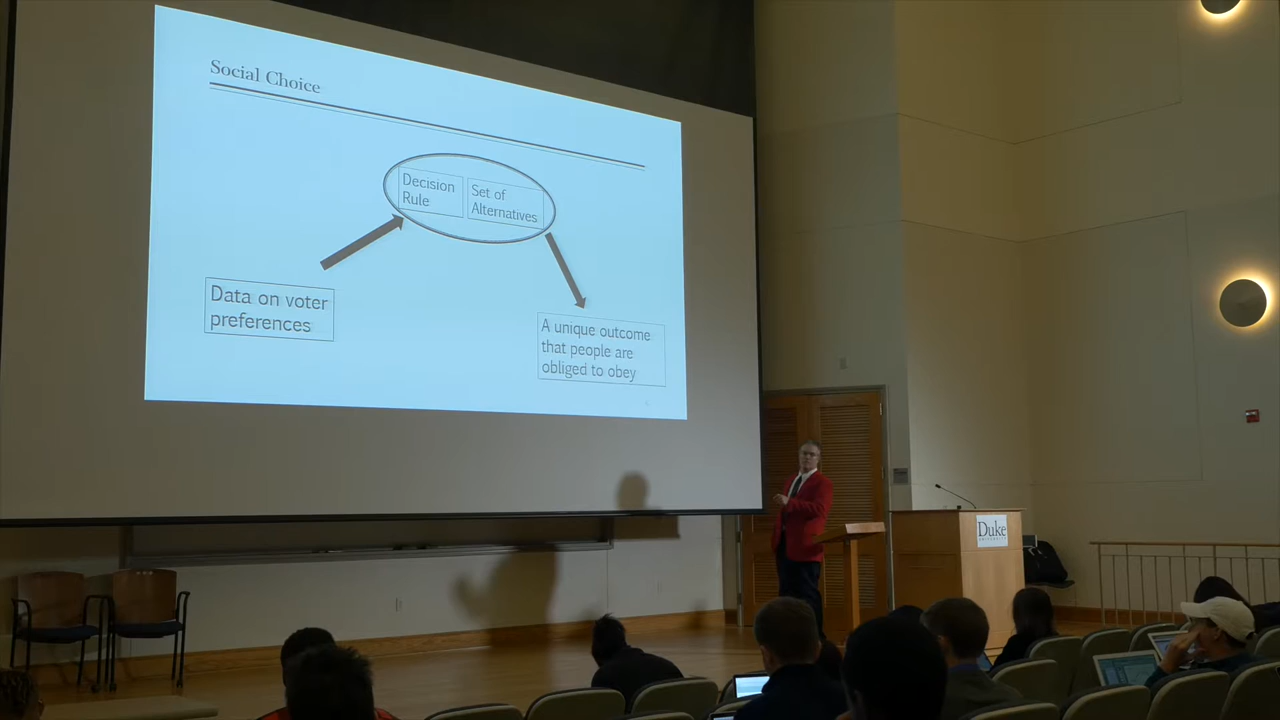 Social Choice
Decision
Rule
Set of
Alternatives
Data on voter
preferences
A unique outcome
that people are
obliged to obey
Duke
UNIVERSITY